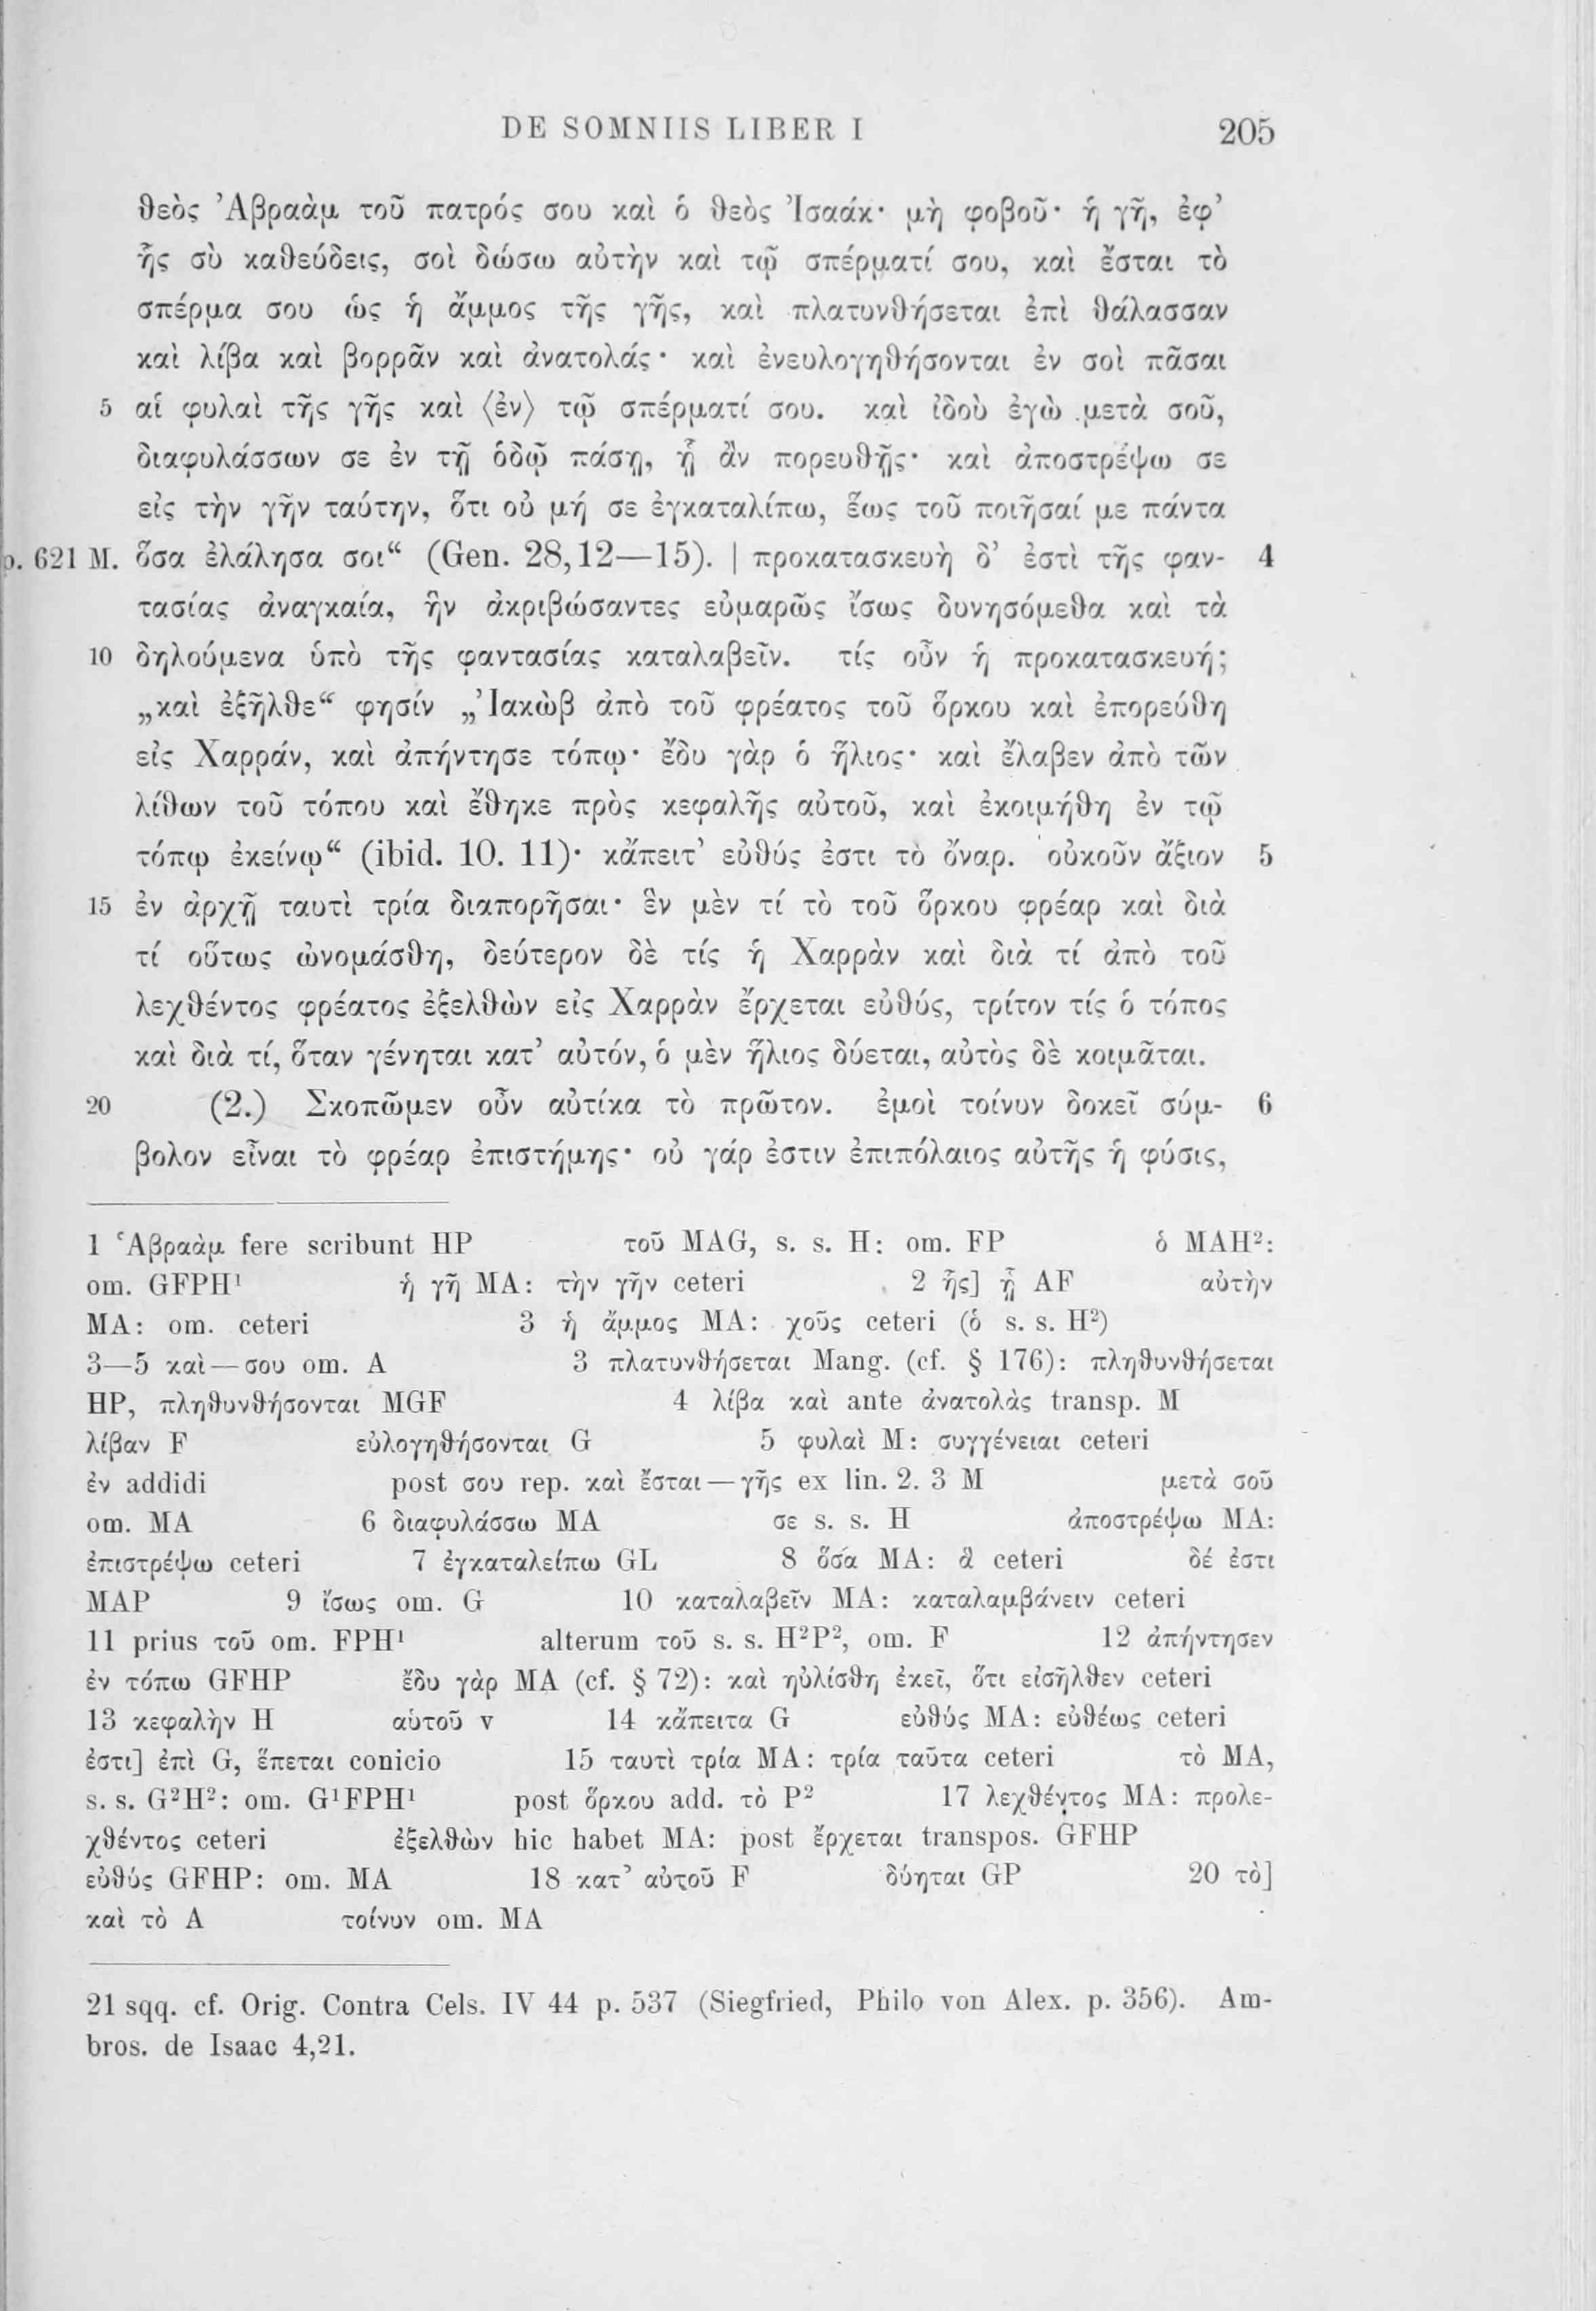 DE SOMNIIS LIBER I 205
θεὸς Ἀβραὰμ τοῦ πατρός σου καὶ ὁ θεὸς Ἰσαάκ· μὴ φοβοῦ· ἡ γῆ, ἐφ’
ἧς σὺ καθεύδεις, σοὶ δώσω αὐτὴν καὶ τῷ σπέρματί σου, καὶ ἔσται τὸ
σπέρμα σου ὡς ἡ ἄμμος τῆς γῆς, καὶ πλατυνθήσεται ἐπὶ θάλασσαν
καὶ λίβα καὶ βορρᾶν καὶ ἀνατολάς· καὶ ἐνευλογηθήσονται ἐν σοὶ πᾶσαι
5 αἱ φυλαὶ τῆς γῆς καὶ ⟨ἐν⟩ τῷ σπέρματί σου. καὶ ἰδοὺ ἐγὼ μετὰ σοῦ,
διαφυλάσσων σε ἐν τῇ ὁδῷ πάσῃ, ᾗ ἂν πορευθῇς· καὶ ἀποστρέψω σε
εἰς τὴν γῆν ταύτην, ὅτι οὐ μή σε ἐγκαταλίπω, ἕως τοῦ ποιῆσαί με πάντα
p. 621 M. ὅσα ἐλάλησα σοι“ (Gen. 28,12—15). | προκατασκευὴ δ’ ἐστὶ τῆς φαν- 4
τασίας ἀναγκαία, ἣν ἀκριβώσαντες εὐμαρῶς ἴσως δυνησόμεθα καὶ τὰ
10 δηλούμενα ὑπὸ τῆς φαντασίας καταλαβεῖν. τίς οὖν ἡ προκατασκευή;
„καὶ ἐξῆλθε“ φησίν „Ἰακὼβ ἀπὸ τοῦ φρέατος τοῦ ὅρκου καὶ ἐπορεύθη
εἰς Χαρράν, καὶ ἀπήντησε τόπῳ· ἔδυ γὰρ ὁ ἥλιος· καὶ ἔλαβεν ἀπὸ τῶν
λίθων τοῦ τόπου καὶ ἔθηκε πρὸς κεφαλῆς αὐτοῦ, καὶ ἐκοιμήθη ἐν τῷ
τόπῳ ἐκείνῳ“ (ibid. 10. 11)· κἄπειτ’ εὐθύς ἐστι τὸ ὄναρ. οὐκοῦν ἄξιον 5
15 ἐν ἀρχῇ ταυτὶ τρία διαπορῆσαι· ἓν μὲν τί τὸ τοῦ ὅρκου φρέαρ καὶ διὰ
τί οὕτως ὠνομάσθη, δεύτερον δὲ τίς ἡ Χαρρὰν καὶ διὰ τί ἀπὸ τοῦ
λεχθέντος φρέατος ἐξελθὼν εἰς Χαρρὰν ἔρχεται εὐθύς, τρίτον τίς ὁ τόπος
καὶ διὰ τί, ὅταν γένηται κατ’ αὐτόν, ὁ μὲν ἥλιος δύεται, αὐτὸς δὲ κοιμᾶται.
20 (2.) Σκοπῶμεν οὖν αὐτίκα τὸ πρῶτον. ἐμοὶ τοίνυν δοκεῖ σύμ- 6
βολον εἶναι τὸ φρέαρ ἐπιστήμης· οὐ γάρ ἐστιν ἐπιπόλαιος αὐτῆς ἡ φύσις,
1 Ἁβραὰμ fere scribunt HP τοῦ MAG, s. s. H: om. FP ὁ MAH²:
om. GFPH¹ ἡ γῆ MA: τὴν γῆν ceteri 2 ἧς] ᾗ AF αὐτὴν
MA: om. ceteri 3 ἡ ἄμμος MA: χοῦς ceteri (ὁ s. s. H²)
3—5 καὶ—σου om. A 3 πλατυνθήσεται Mang. (cf. § 176): πληθυνθήσεται
HP, πληθυνθήσονται MGF 4 λίβα καὶ ante ἀνατολὰς transp. M
λίβαν F εὐλογηθήσονται G 5 φυλαὶ M: συγγένειαι ceteri
ἐν addidi post σου rep. καὶ ἔσται—γῆς ex lin. 2. 3 M μετὰ σοῦ
om. MA 6 διαφυλάσσω MA σε s. s. H ἀποστρέψω MA:
ἐπιστρέψω ceteri 7 ἐγκαταλείπω GL 8 ὅσα MA: ἃ ceteri δέ ἐστι
MAP 9 ἴσως om. G 10 καταλαβεῖν MA: καταλαμβάνειν ceteri
11 prius τοῦ om. FPH¹ alterum τοῦ s. s. H²P², om. F 12 ἀπήντησεν
ἐν τόπω GFHP ἔδυ γὰρ MA (cf. § 72): καὶ ηὐλίσθη ἐκεῖ, ὅτι εἰσῆλθεν ceteri
13 κεφαλὴν H αὑτοῦ v 14 κἄπειτα G εὐθύς MA: εὐθέως ceteri
ἐστι] ἐπὶ G, ἕπεται conicio 15 ταυτὶ τρία MA: τρία ταῦτα ceteri τὸ MA,
s. s. G²H²: om. G¹FPH¹ post ὅρκου add. τὸ P² 17 λεχθέντος MA: προλε-
χθέντος ceteri ἐξελθὼν hic habet MA: post ἔρχεται transpos. GFHP
εὐθύς GFHP: om. MA 18 κατ’ αὐτοῦ F δύηται GP 20 τὸ]
καὶ τὸ A τοίνυν om. MA
21 sqq. cf. Orig. Contra Cels. IV 44 p. 537 (Siegfried, Philo von Alex. p. 356). Am-
bros. de Isaac 4,21.